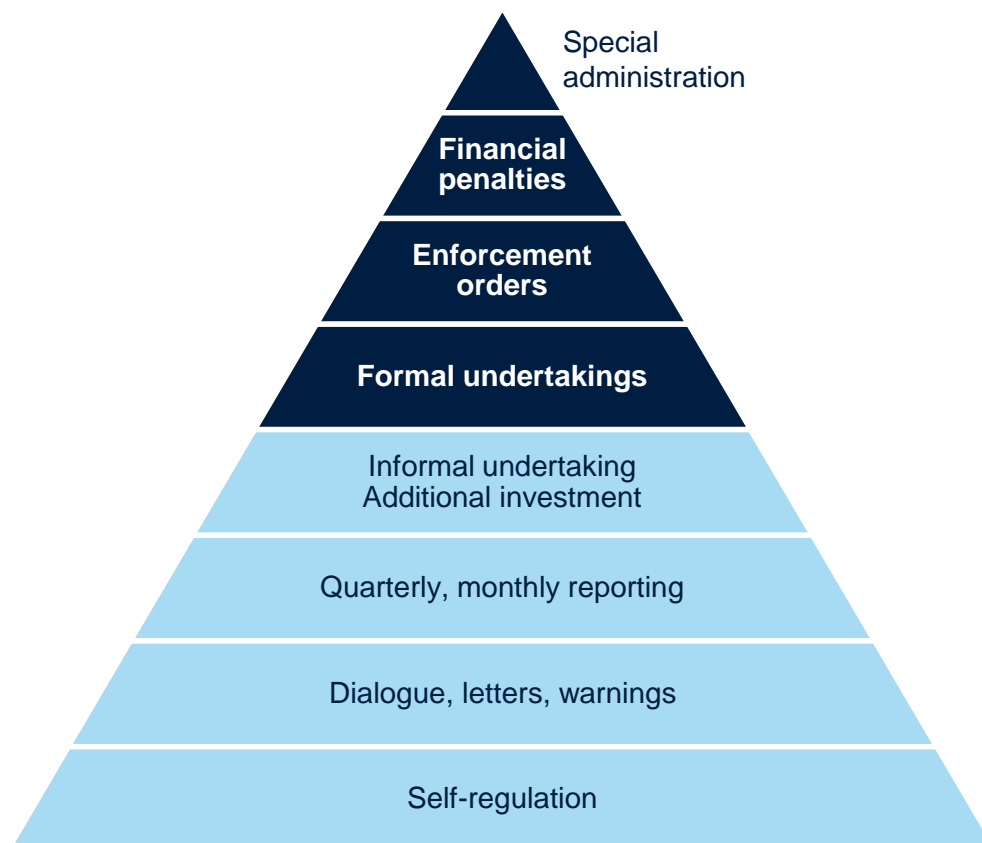 Special
administration
Financial
penalties
Enforcement
orders
Formal undertakings
Informal undertaking
Additional investment
Quarterly, monthly reporting
Dialogue, letters, warnings
Self-regulation